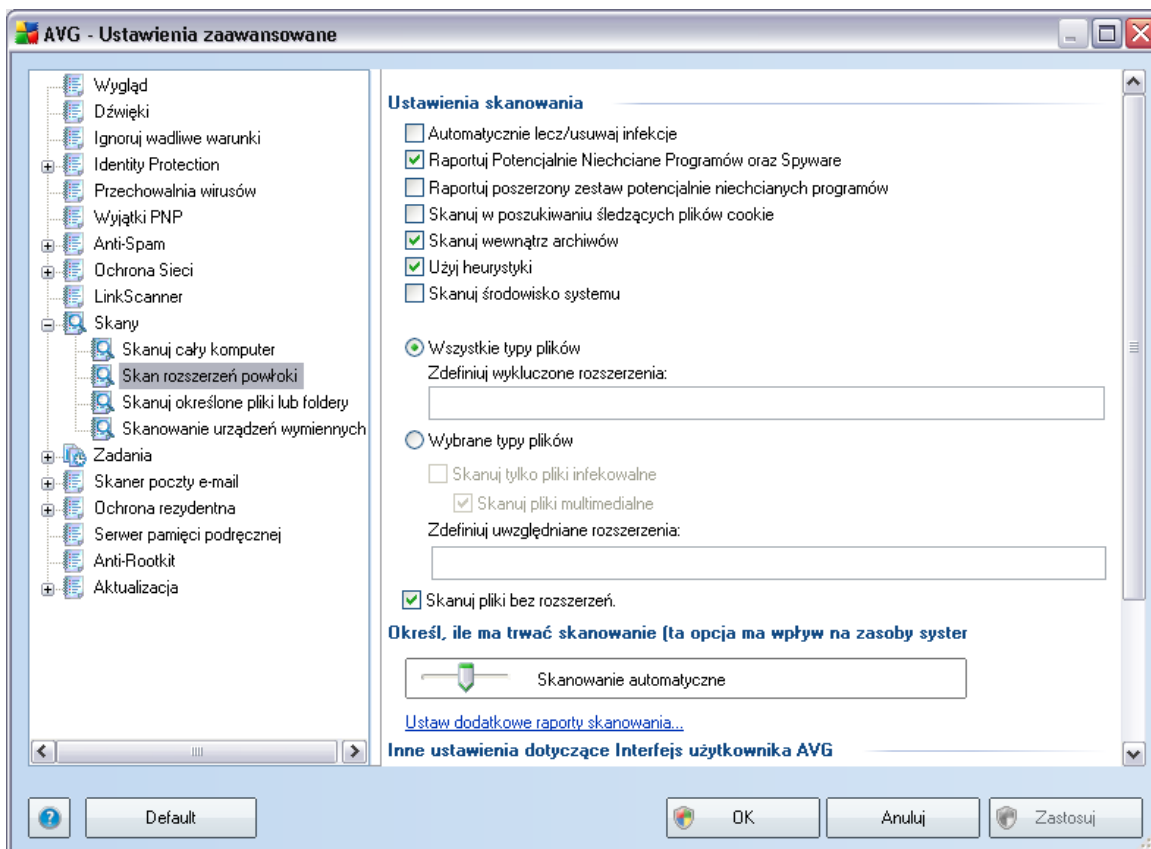 AVG - Ustawienia zaawansowane
Wygląd
Dźwięki
Ignoruj wadliwe warunki
Identity Protection
Przechowalnia wirusów
Wyjątki PNP
Anti-Spam
Ochrona Sieci
LinkScanner
Skany
Skanuj cały komputer
Skan rozszerzeń powłoki
Skanuj określone pliki lub foldery
Skanowanie urządzeń wymiennych
Zadania
Skaner poczty e-mail
Ochrona rezydentna
Serwer pamięci podręcznej
Anti-Rootkit
Aktualizacja
Ustawienia skanowania
Automatycznie lecz/usuwaj infekcje
Raportuj Potencjalnie Niechciane Programów oraz Spyware
Raportuj poszerzony zestaw potencjalnie niechcianych programów
Skanuj w poszukiwaniu śledzących plików cookie
Skanuj wewnątrz archiwów
Użyj heurystyki
Skanuj środowisko systemu
Wszystkie typy plików
Zdefiniuj wykluczone rozszerzenia:
Wybrane typy plików
Skanuj tylko pliki infekowalne
Skanuj pliki multimedialne
Zdefiniuj uwzględniane rozszerzenia:
Skanuj pliki bez rozszerzeń.
Określ, ile ma trwać skanowanie (ta opcja ma wpływ na zasoby syster
Skanowanie automatyczne
Ustaw dodatkowe raporty skanowania...
Inne ustawienia dotyczące Interfejs użytkownika AVG
Default
OK
Anuluj
Zastosuj